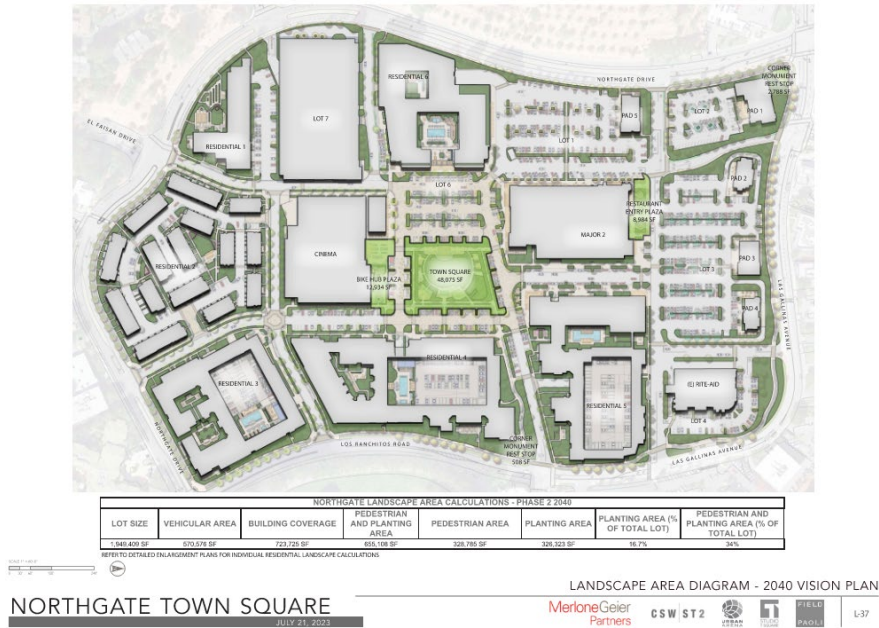 NORTHGATE DRIVE
CORNER
MONUMENT
REST STOP
2,788 SF
EL FAISAN DRIVE
RESIDENTIAL 6
LOT 7
RESIDENTIAL 1
LOT 1
PAD 5
LOT 2
PAD 1
LOT 6
PAD 2
RESTAURANT
ENTRY PLAZA
8,984 SF
MAJOR 2
CINEMA
RESIDENTIAL 2
BIKE HUB PLAZA
12,034 SF
TOWN SQUARE
48,075 SF
LOT 3
PAD 3
PAD 4
LAS GALLINAS AVENUE
RESIDENTIAL 3
RESIDENTIAL 4
RESIDENTIAL 5
(E) RITE-AID
LOT 4
NORTHGATE DRIVE
LOS RANCHITOS ROAD
CORNER
MONUMENT
REST STOP
LAS GALLINAS AVENUE
NORTHGATE LANDSCAPE AREA CALCULATIONS - PHASE 2 2040
LOT SIZE VEHICULAR AREA BUILDING COVERAGE PEDESTRIAN AND PLANTING AREA PEDESTRIAN AREA PLANTING AREA PLANTING AREA (% OF TOTAL LOT) PEDESTRIAN AND PLANTING AREA (% OF TOTAL LOT)
1,949,409 SF 570,576 SF 723,725 SF 655,108 SF 328,785 SF 326,323 SF 16.7% 34%
REFER TO DETAILED ENLARGEMENT PLANS FOR INDIVIDUAL RESIDENTIAL LANDSCAPE CALCULATIONS
LANDSCAPE AREA DIAGRAM - 2040 VISION PLAN
NORTHGATE TOWN SQUARE
JULY 21, 2023
MerloneGeier
Partners
CSW|ST2
URBAN
ARENA
STUDIO
T SQUARE
FIELD
PAOLI
L-37